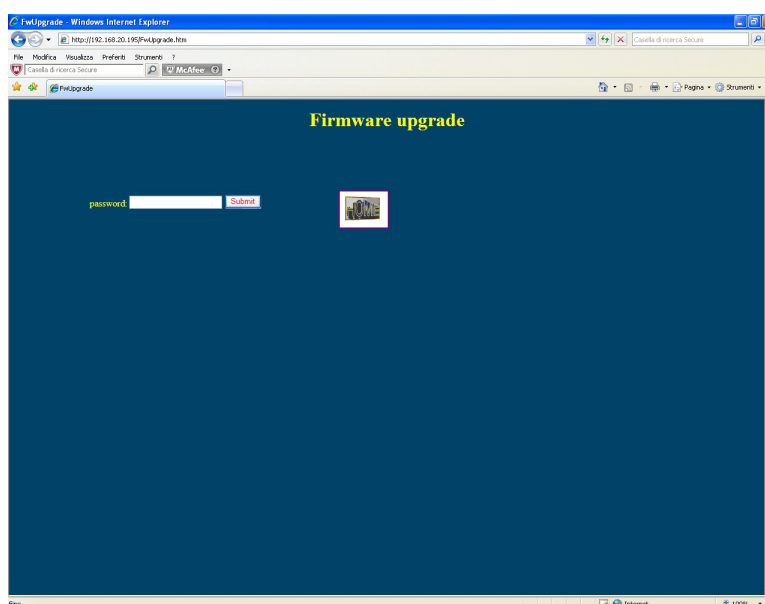 FwUpgrade - Windows Internet Explorer
http://192.168.20.195/FwUpgrade.htm
Casella di ricerca Secure
File Modifica Visualizza Preferiti Strumenti ?
Casella di ricerca Secure McAfee
FwUpgrade
Pagina Strumenti
Firmware upgrade
password: Submit
HOME
Fine Internet 100%